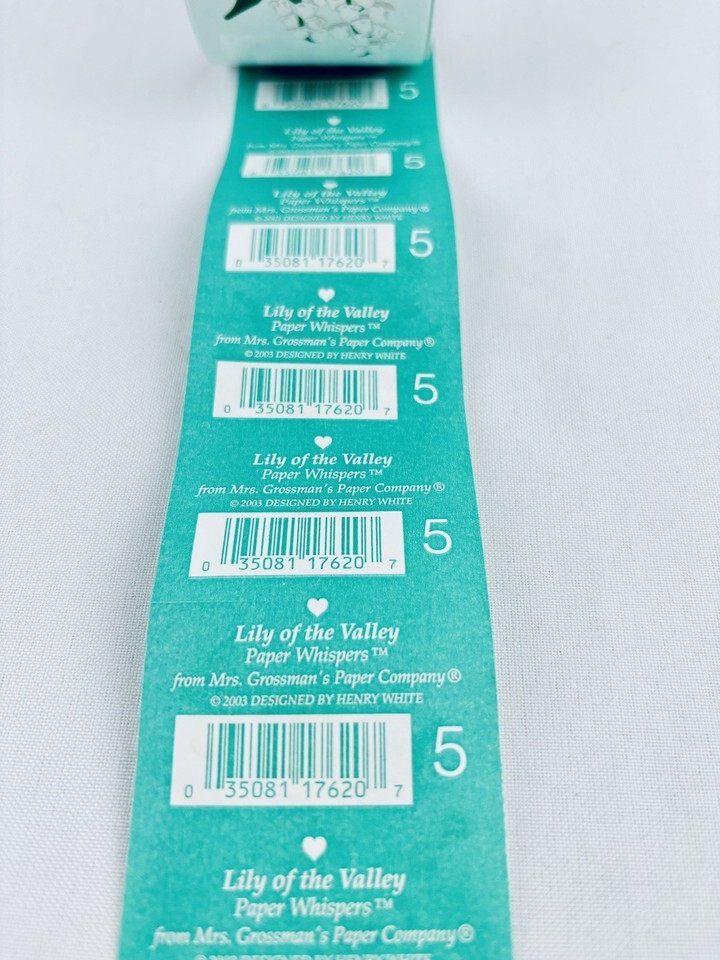 5
Lily of the Valley
Paper Whispers™
5
Lily of the Valley
Paper Whispers™
from Mrs. Grossman's Paper Company®
© 2003 DESIGNED BY HENRY WHITE
5
0 35081 17620 7
Lily of the Valley
Paper Whispers™
from Mrs. Grossman's Paper Company®
© 2003 DESIGNED BY HENRY WHITE
5
0 35081 17620 7
Lily of the Valley
Paper Whispers™
from Mrs. Grossman's Paper Company®
© 2003 DESIGNED BY HENRY WHITE
5
0 35081 17620 7
Lily of the Valley
Paper Whispers™
from Mrs. Grossman's Paper Company®
© 2003 DESIGNED BY HENRY WHITE
5
0 35081 17620 7
Lily of the Valley
Paper Whispers™
from Mrs. Grossman's Paper Company®